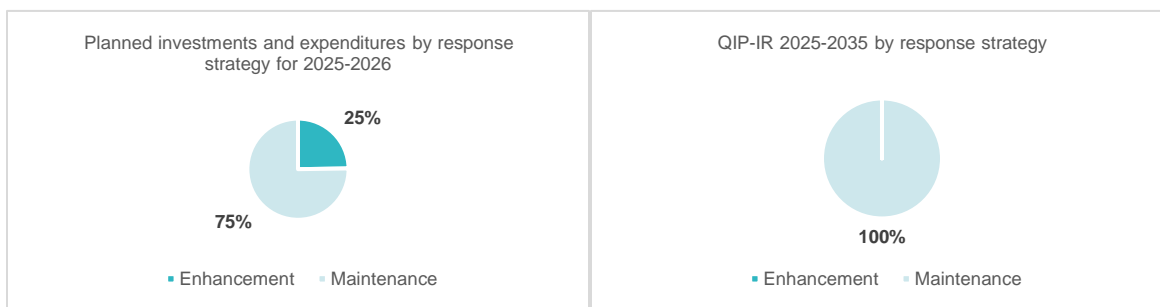 Planned investments and expenditures by response
strategy for 2025-2026
25%
75%
Enhancement Maintenance
QIP-IR 2025-2035 by response strategy
100%
Enhancement Maintenance